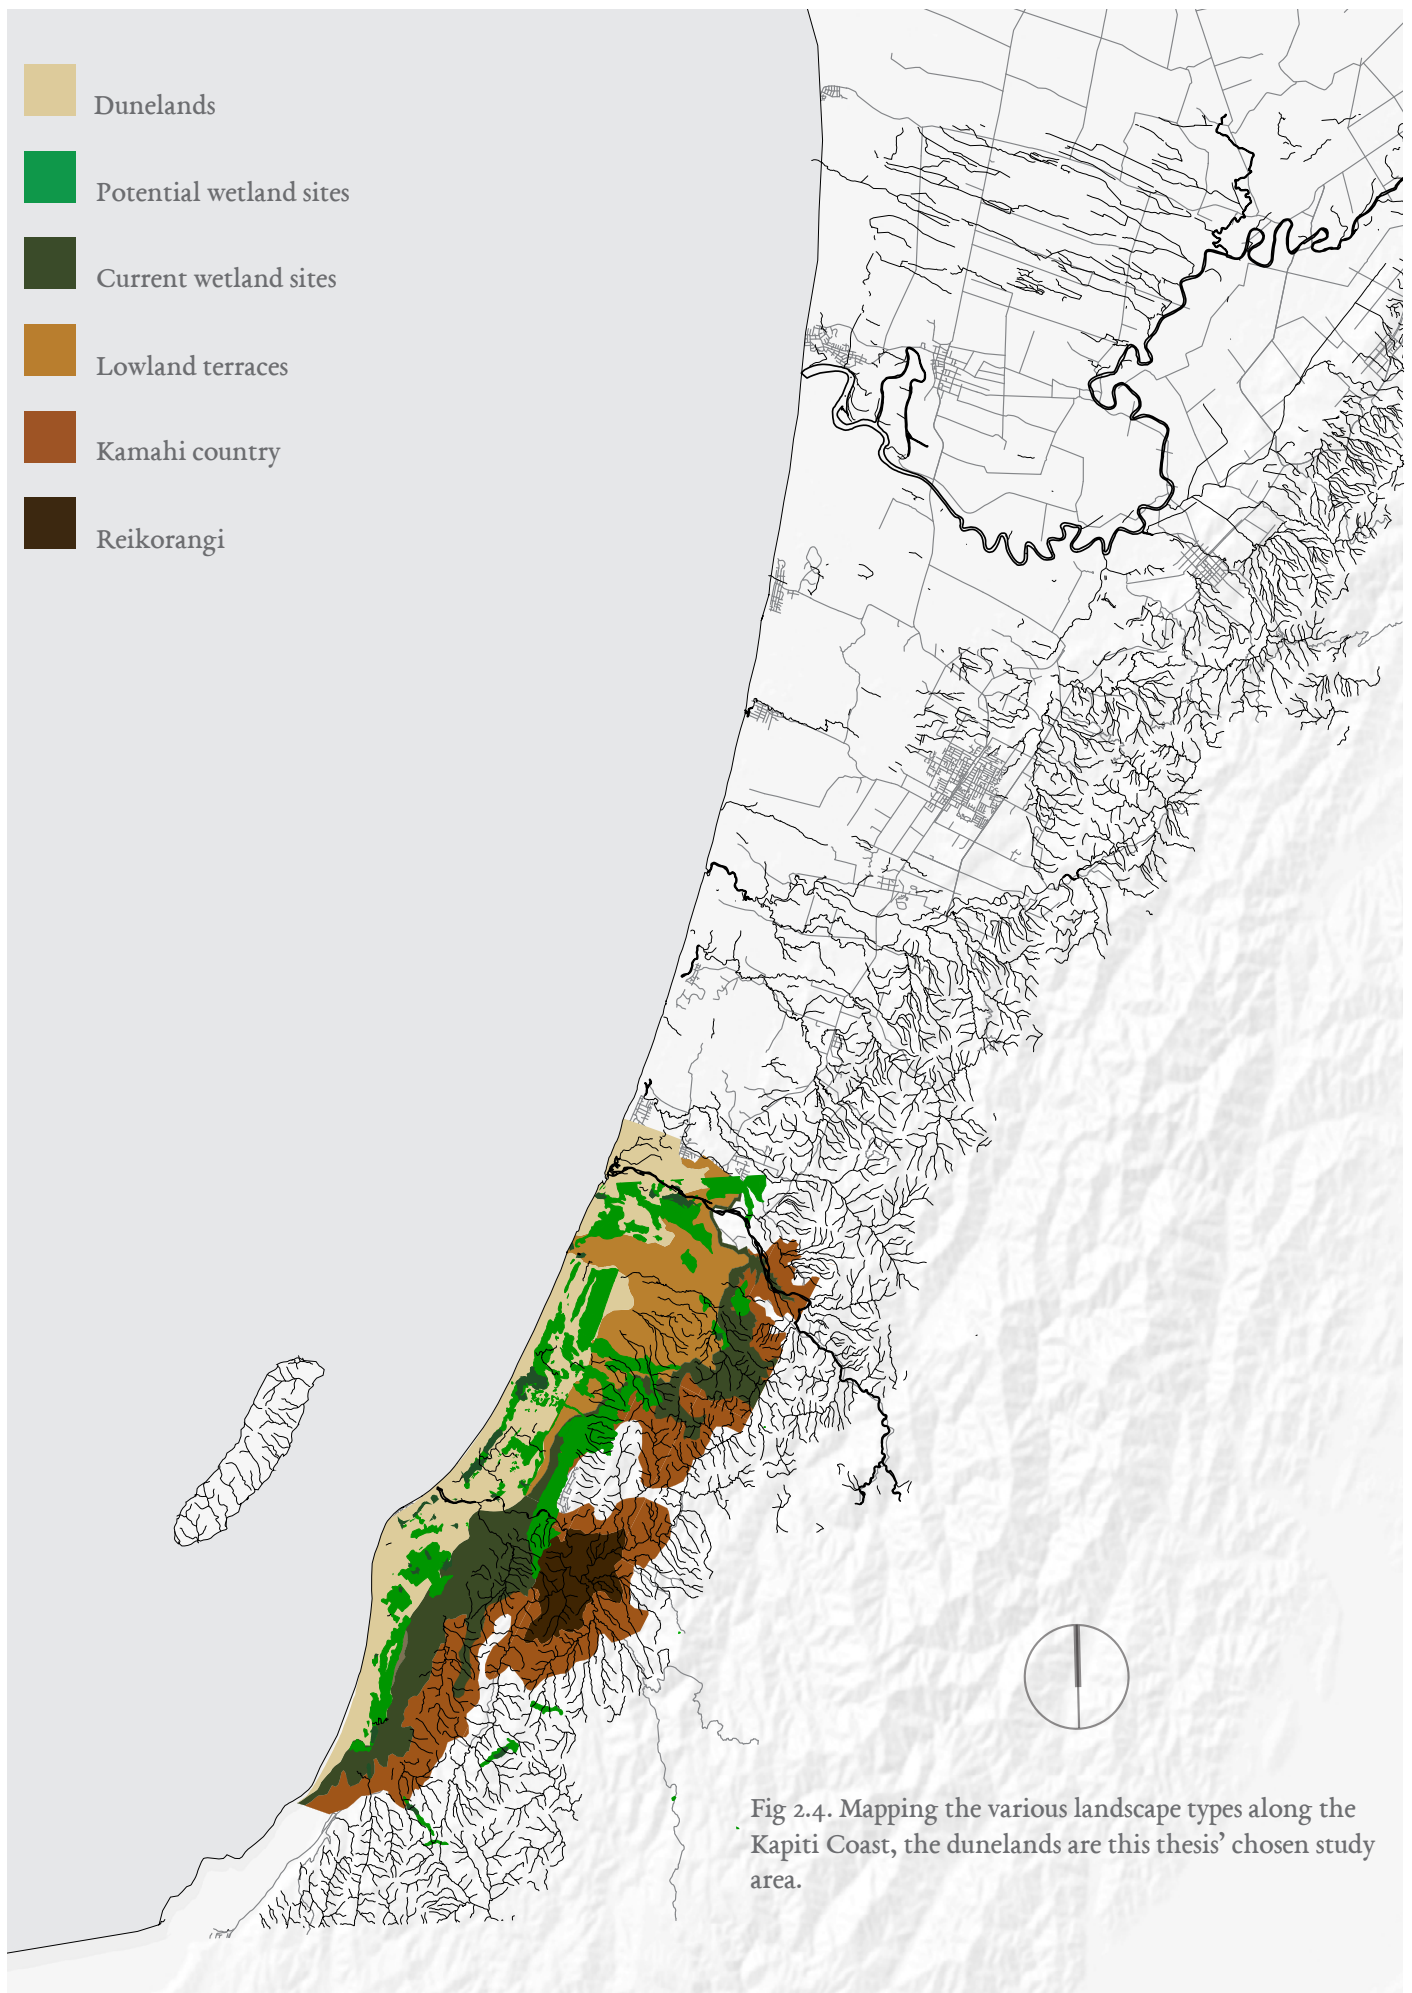 Dunelands
Potential wetland sites
Current wetland sites
Lowland terraces
Kamahi country
Reikorangi
Fig 2.4. Mapping the various landscape types along the
Kapiti Coast, the dunelands are this thesis’ chosen study
area.